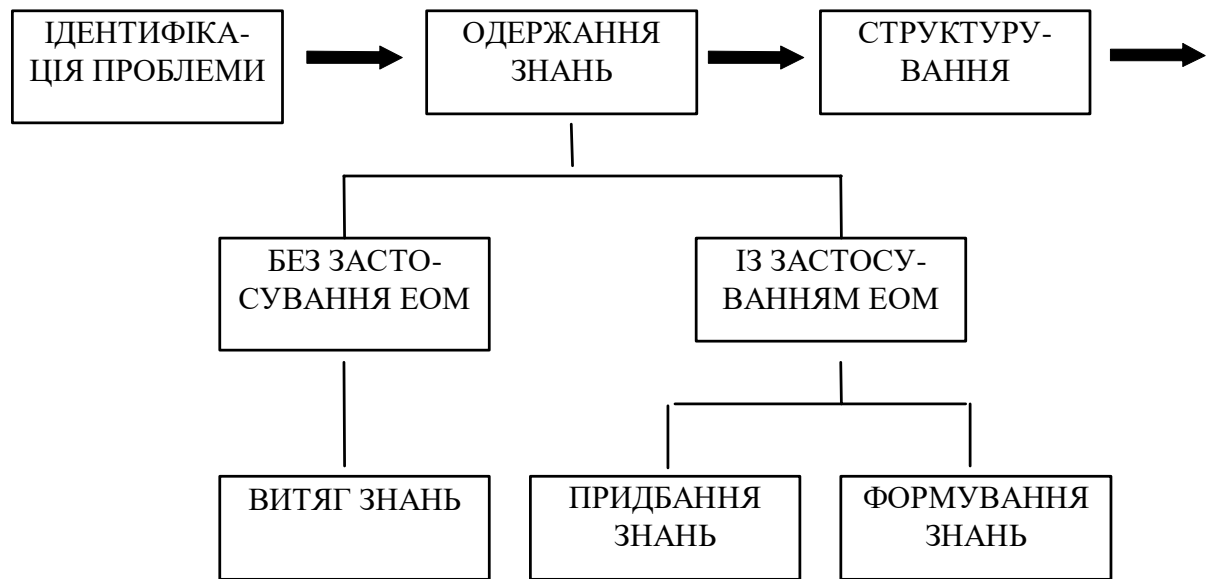 ІДЕНТИФІКА-
ЦІЯ ПРОБЛЕМИ
ОДЕРЖАННЯ
ЗНАНЬ
СТРУКТУРУ-
ВАННЯ
БЕЗ ЗАСТО-
СУВАННЯ ЕОМ
ІЗ ЗАСТОСУ-
ВАННЯМ ЕОМ
ВИТЯГ ЗНАНЬ
ПРИДБАННЯ
ЗНАНЬ
ФОРМУВАННЯ
ЗНАНЬ